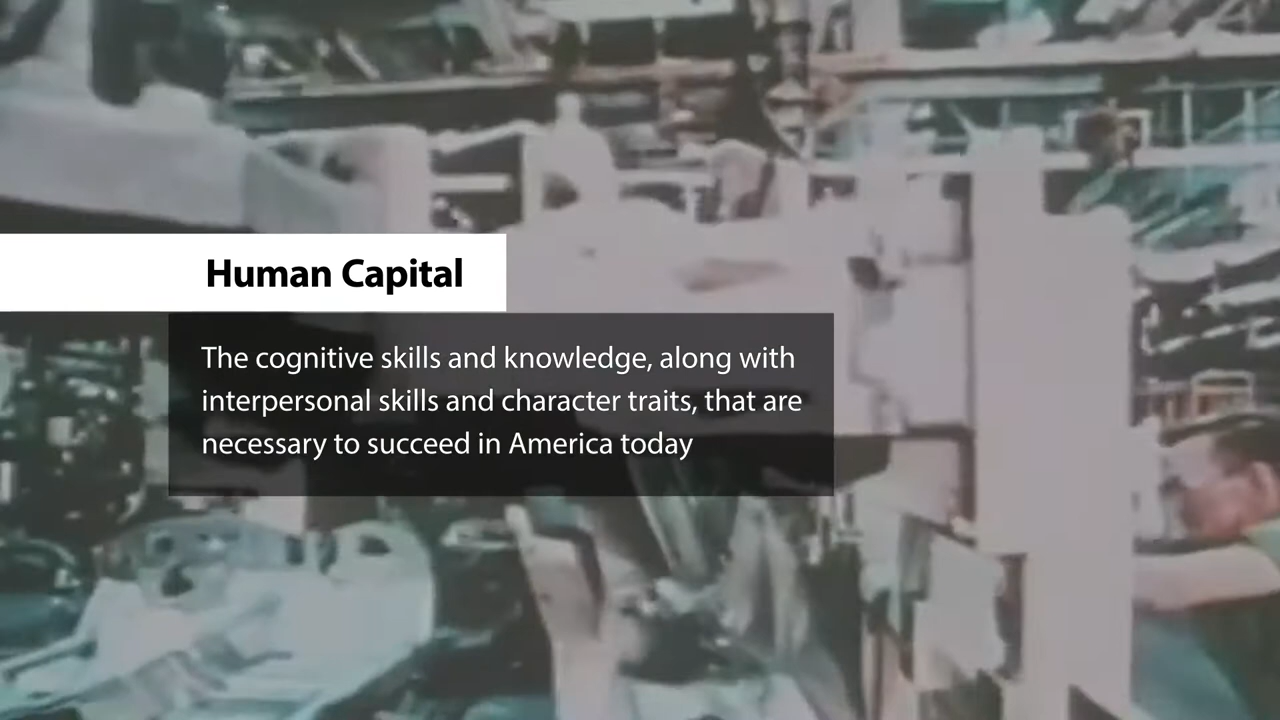 Human Capital
The cognitive skills and knowledge, along with
interpersonal skills and character traits, that are
necessary to succeed in America today